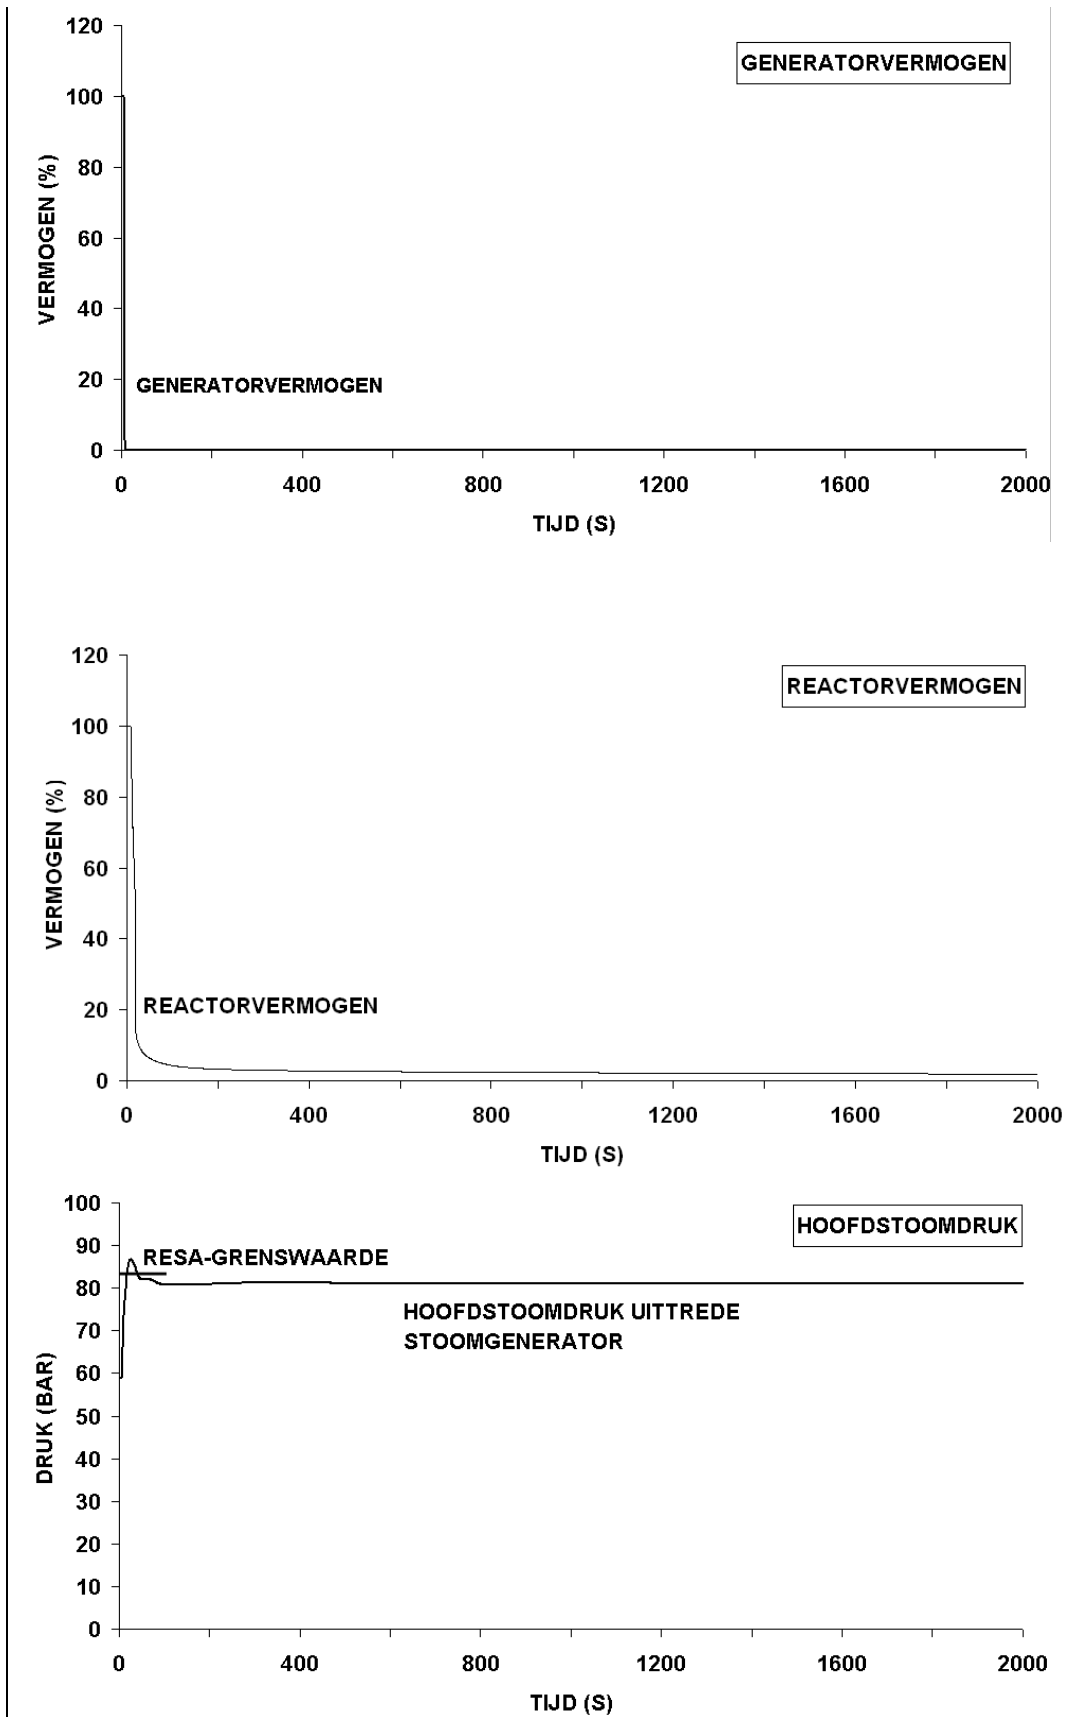 GENERATORVERMOGEN
120
100
80
60
40
20
0
VERMOGEN (%)
GENERATORVERMOGEN
0 400 800 1200 1600 2000
TIJD (S)
REACTORVERMOGEN
120
100
80
60
40
20
0
VERMOGEN (%)
REACTORVERMOGEN
0 400 800 1200 1600 2000
TIJD (S)
HOOFDSTOOMDRUK
100
90
80
70
60
50
40
30
20
10
0
DRUK (BAR)
RESA-GRENSWAARDE
HOOFDSTOOMDRUK UITTREDE
STOOMGENERATOR
0 400 800 1200 1600 2000
TIJD (S)